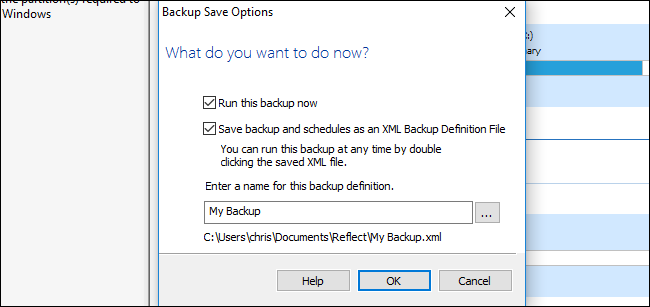 the partition(s) required to
Windows
Backup Save Options
What do you want to do now?
Run this backup now
Save backup and schedules as an XML Backup Definition File
You can run this backup at any time by double
clicking the saved XML file.
Enter a name for this backup definition.
My Backup
...
C:\Users\chris\Documents\Reflect\My Backup.xml
Help
OK
Cancel
:)
ary